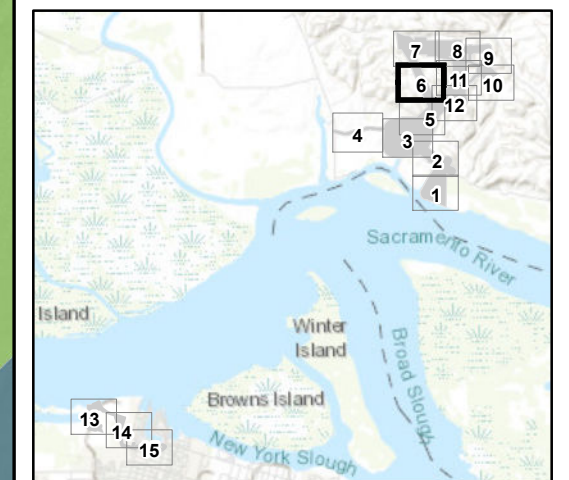 7 8 9
6 11 10
12
5
4 3
2
1
Sacramento River
Island
Winter
Island
Broad Slough
Browns Island
13
14
15
New York Slough